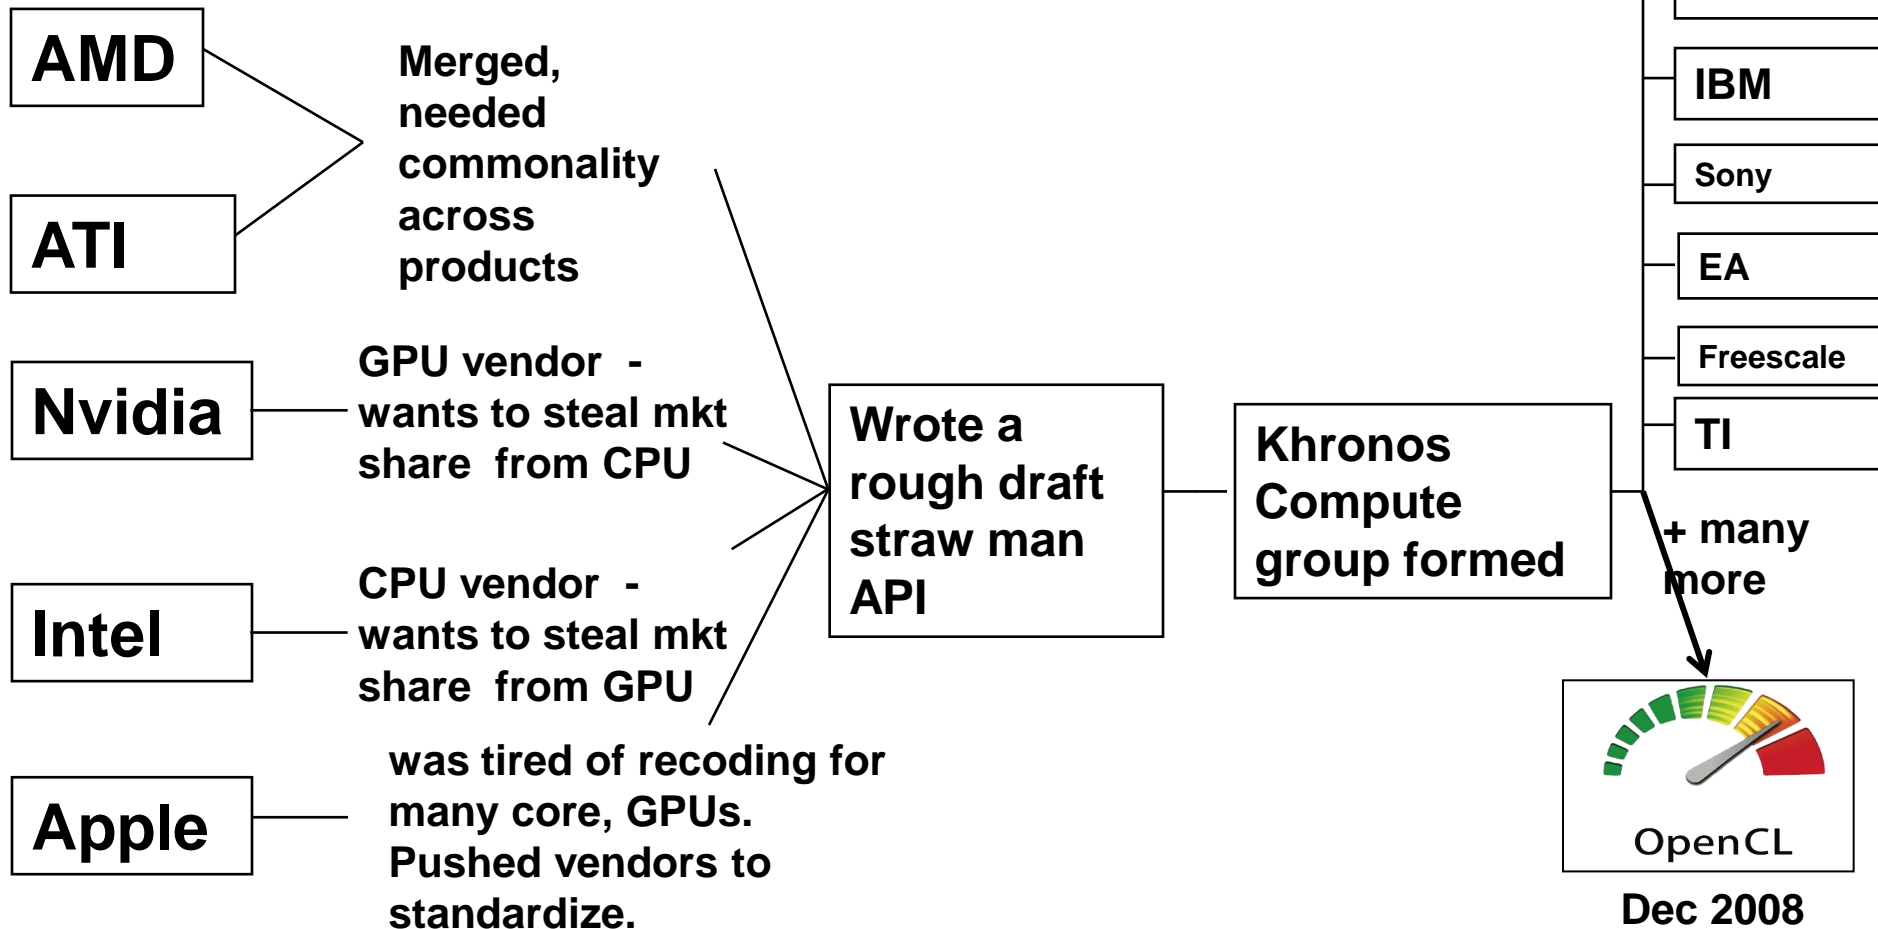 AMD
Merged,
needed
commonality
across
products
ATI
Nvidia
GPU vendor -
wants to steal mkt
share from CPU
Intel
CPU vendor -
wants to steal mkt
share from GPU
Apple
was tired of recoding for
many core, GPUs.
Pushed vendors to
standardize.
Wrote a
rough draft
straw man
API
Khronos
Compute
group formed
IBM
Sony
EA
Freescale
TI
+ many
more
OpenCL
Dec 2008